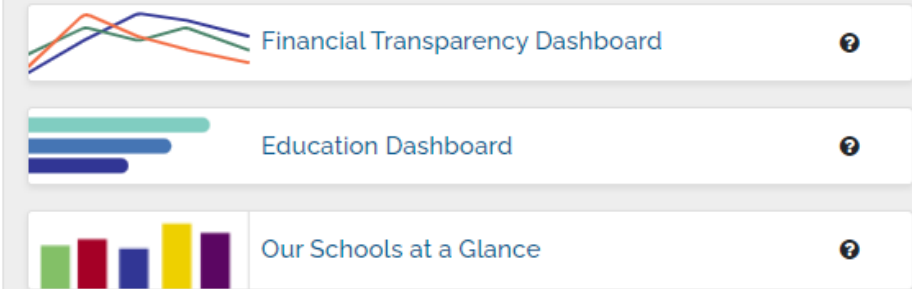 Financial Transparency Dashboard
Education Dashboard
Our Schools at a Glance